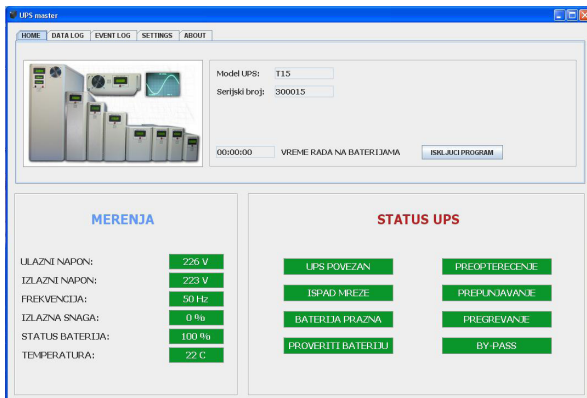 UPS master
HOME DATA LOG EVENT LOG SETTINGS ABOUT
Model UPS: T15
Serijski broj: 300015
00:00:00 VREME RADA NA BATERIJAMA ISKLJUCI PROGRAM
MERENJA
ULAZNI NAPON: 226 V
IZLAZNI NAPON: 223 V
FREKVENCIJA: 50 Hz
IZLAZNA SNAGA: 0 %
STATUS BATERIJA: 100 %
TEMPERATURA: 22 C
STATUS UPS
UPS POVEZAN PREOPTERECENJE
ISPAD MREZE PREPUNJAVANJE
BATERIJA PRAZNA PREGREVANJE
PROVERITI BATERIJU BY-PASS